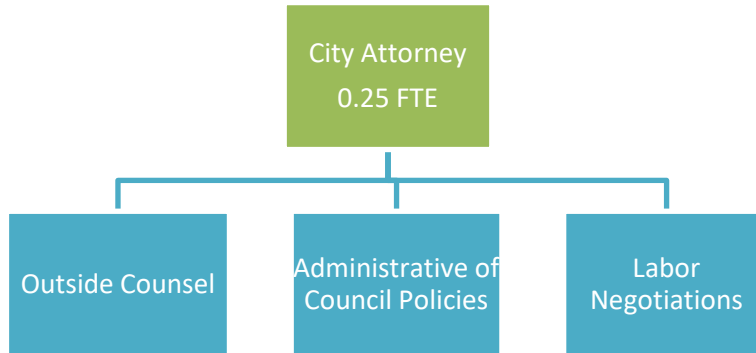 City Attorney
0.25 FTE
Outside Counsel
Administrative of
Council Policies
Labor
Negotiations